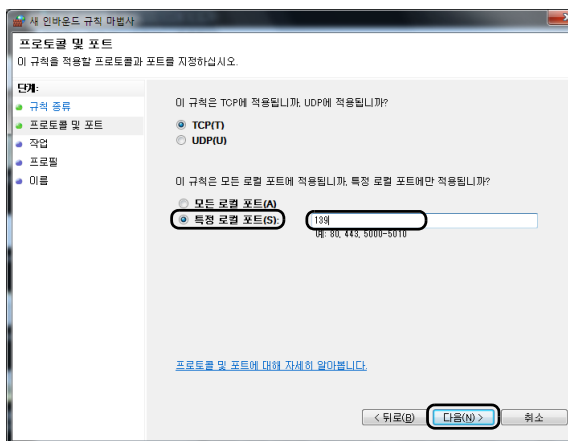 새 인바운드 규칙 마법사
프로토콜 및 포트
이 규칙을 적용할 프로토콜과 포트를 지정하십시오.
단계:
규칙 종류
프로토콜 및 포트
작업
프로필
이름
이 규칙은 TCP에 적용됩니까, UDP에 적용됩니까?
TCP(T)
UDP(U)
이 규칙은 모든 로컬 포트에 적용됩니까, 특정 로컬 포트에만 적용됩니까?
모든 로컬 포트(A)
특정 로컬 포트(S): 139
예: 80, 443, 5000-5010
프로토콜 및 포트에 대해 자세히 알아봅니다.
< 뒤로(B) 다음(N) > 취소